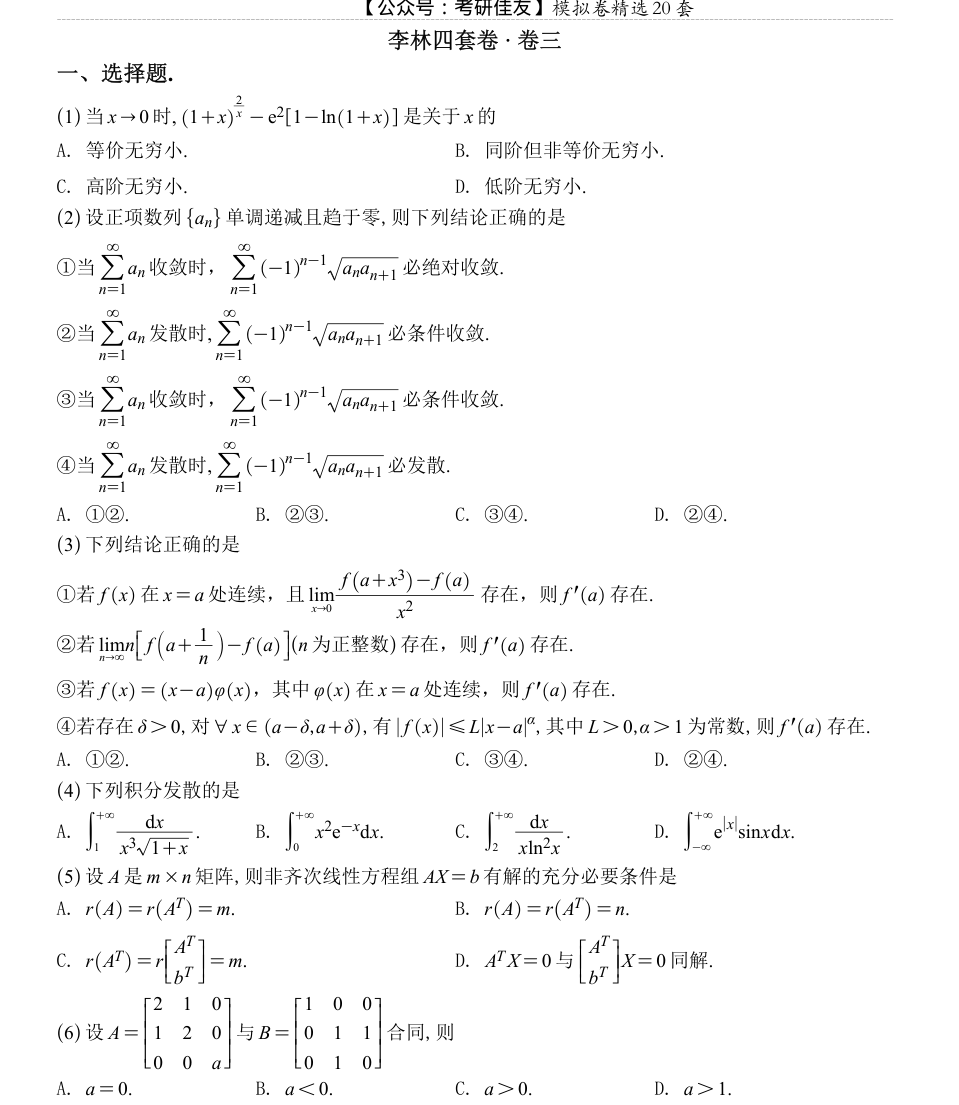 【公众号：考研佳友】模拟卷精选 20 套
李林四套卷 · 卷三
一、选择题.
(1) 当 x→0 时, (1+x)^{2/x} − e²[1−ln(1+x)] 是关于 x 的
A. 等价无穷小. B. 同阶但非等价无穷小.
C. 高阶无穷小. D. 低阶无穷小.
(2) 设正项数列 {aₙ} 单调递减且趋于零, 则下列结论正确的是
①当 ∑_{n=1}^{∞} aₙ 收敛时， ∑_{n=1}^{∞} (−1)^{n−1}√(aₙaₙ₊₁) 必绝对收敛.
②当 ∑_{n=1}^{∞} aₙ 发散时, ∑_{n=1}^{∞} (−1)^{n−1}√(aₙaₙ₊₁) 必条件收敛.
③当 ∑_{n=1}^{∞} aₙ 收敛时， ∑_{n=1}^{∞} (−1)^{n−1}√(aₙaₙ₊₁) 必条件收敛.
④当 ∑_{n=1}^{∞} aₙ 发散时, ∑_{n=1}^{∞} (−1)^{n−1}√(aₙaₙ₊₁) 必发散.
A. ①②. B. ②③. C. ③④. D. ②④.
(3) 下列结论正确的是
①若 f(x) 在 x=a 处连续，且 lim_{x→0} (f(a+x³)−f(a))/x² 存在，则 f′(a) 存在.
②若 lim_{n→∞} n[f(a+1/n)−f(a)](n 为正整数) 存在，则 f′(a) 存在.
③若 f(x)=(x−a)φ(x)，其中 φ(x) 在 x=a 处连续，则 f′(a) 存在.
④若存在 δ>0, 对 ∀x∈(a−δ,a+δ), 有 |f(x)|⩽L|x−a|^α, 其中 L>0,α>1 为常数, 则 f′(a) 存在.
A. ①②. B. ②③. C. ③④. D. ②④.
(4) 下列积分发散的是
A. ∫_{1}^{+∞} dx/(x³√(1+x)). B. ∫_{0}^{+∞} x²e^{−x}dx. C. ∫_{2}^{+∞} dx/(xln²x). D. ∫_{−∞}^{+∞} e^{|x|}sinxdx.
(5) 设 A 是 m×n 矩阵, 则非齐次线性方程组 AX=b 有解的充分必要条件是
A. r(A)=r(Aᵀ)=m. B. r(A)=r(Aᵀ)=n.
C. r(Aᵀ)=r[Aᵀ; bᵀ]=m. D. AᵀX=0 与 [Aᵀ; bᵀ]X=0 同解.
(6) 设 A=[2 1 0; 1 2 0; 0 0 a] 与 B=[1 0 0; 0 1 1; 0 1 0] 合同, 则
A. a=0. B. a<0. C. a>0. D. a>1.